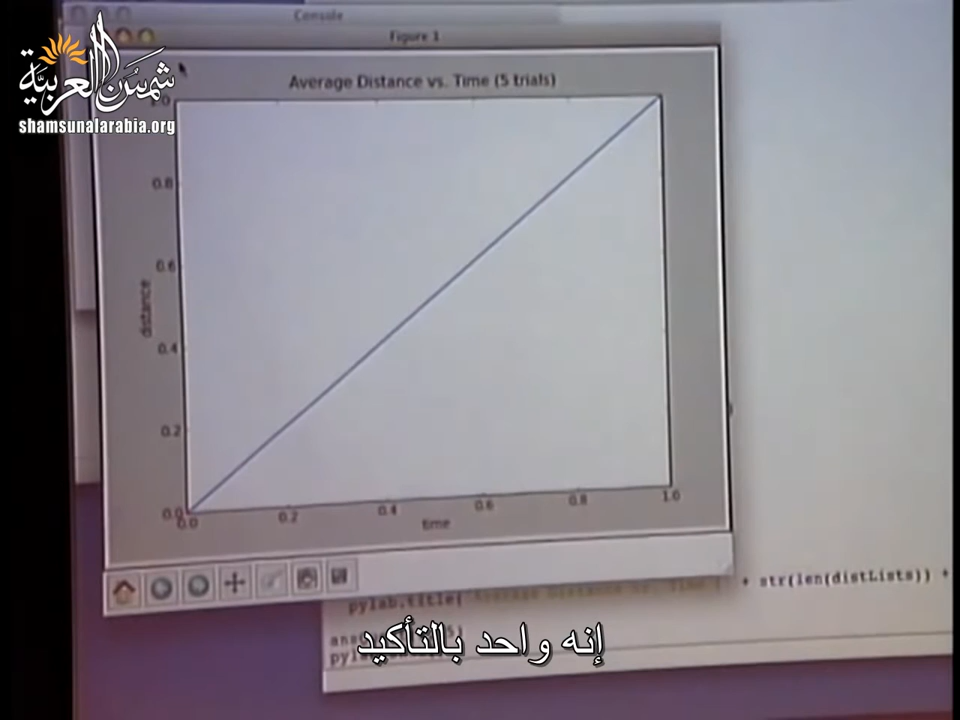 Console
Figure 1
شمس العربية
shamsunalarabia.org
Average Distance vs. Time (5 trials)
0.8
0.6
distance
0.4
0.2
0.0
0.0 0.2 0.4 0.6 0.8 1.0
time
+ str(len(distLists)) +
pylab.title(
إنه واحد بالتأكيد